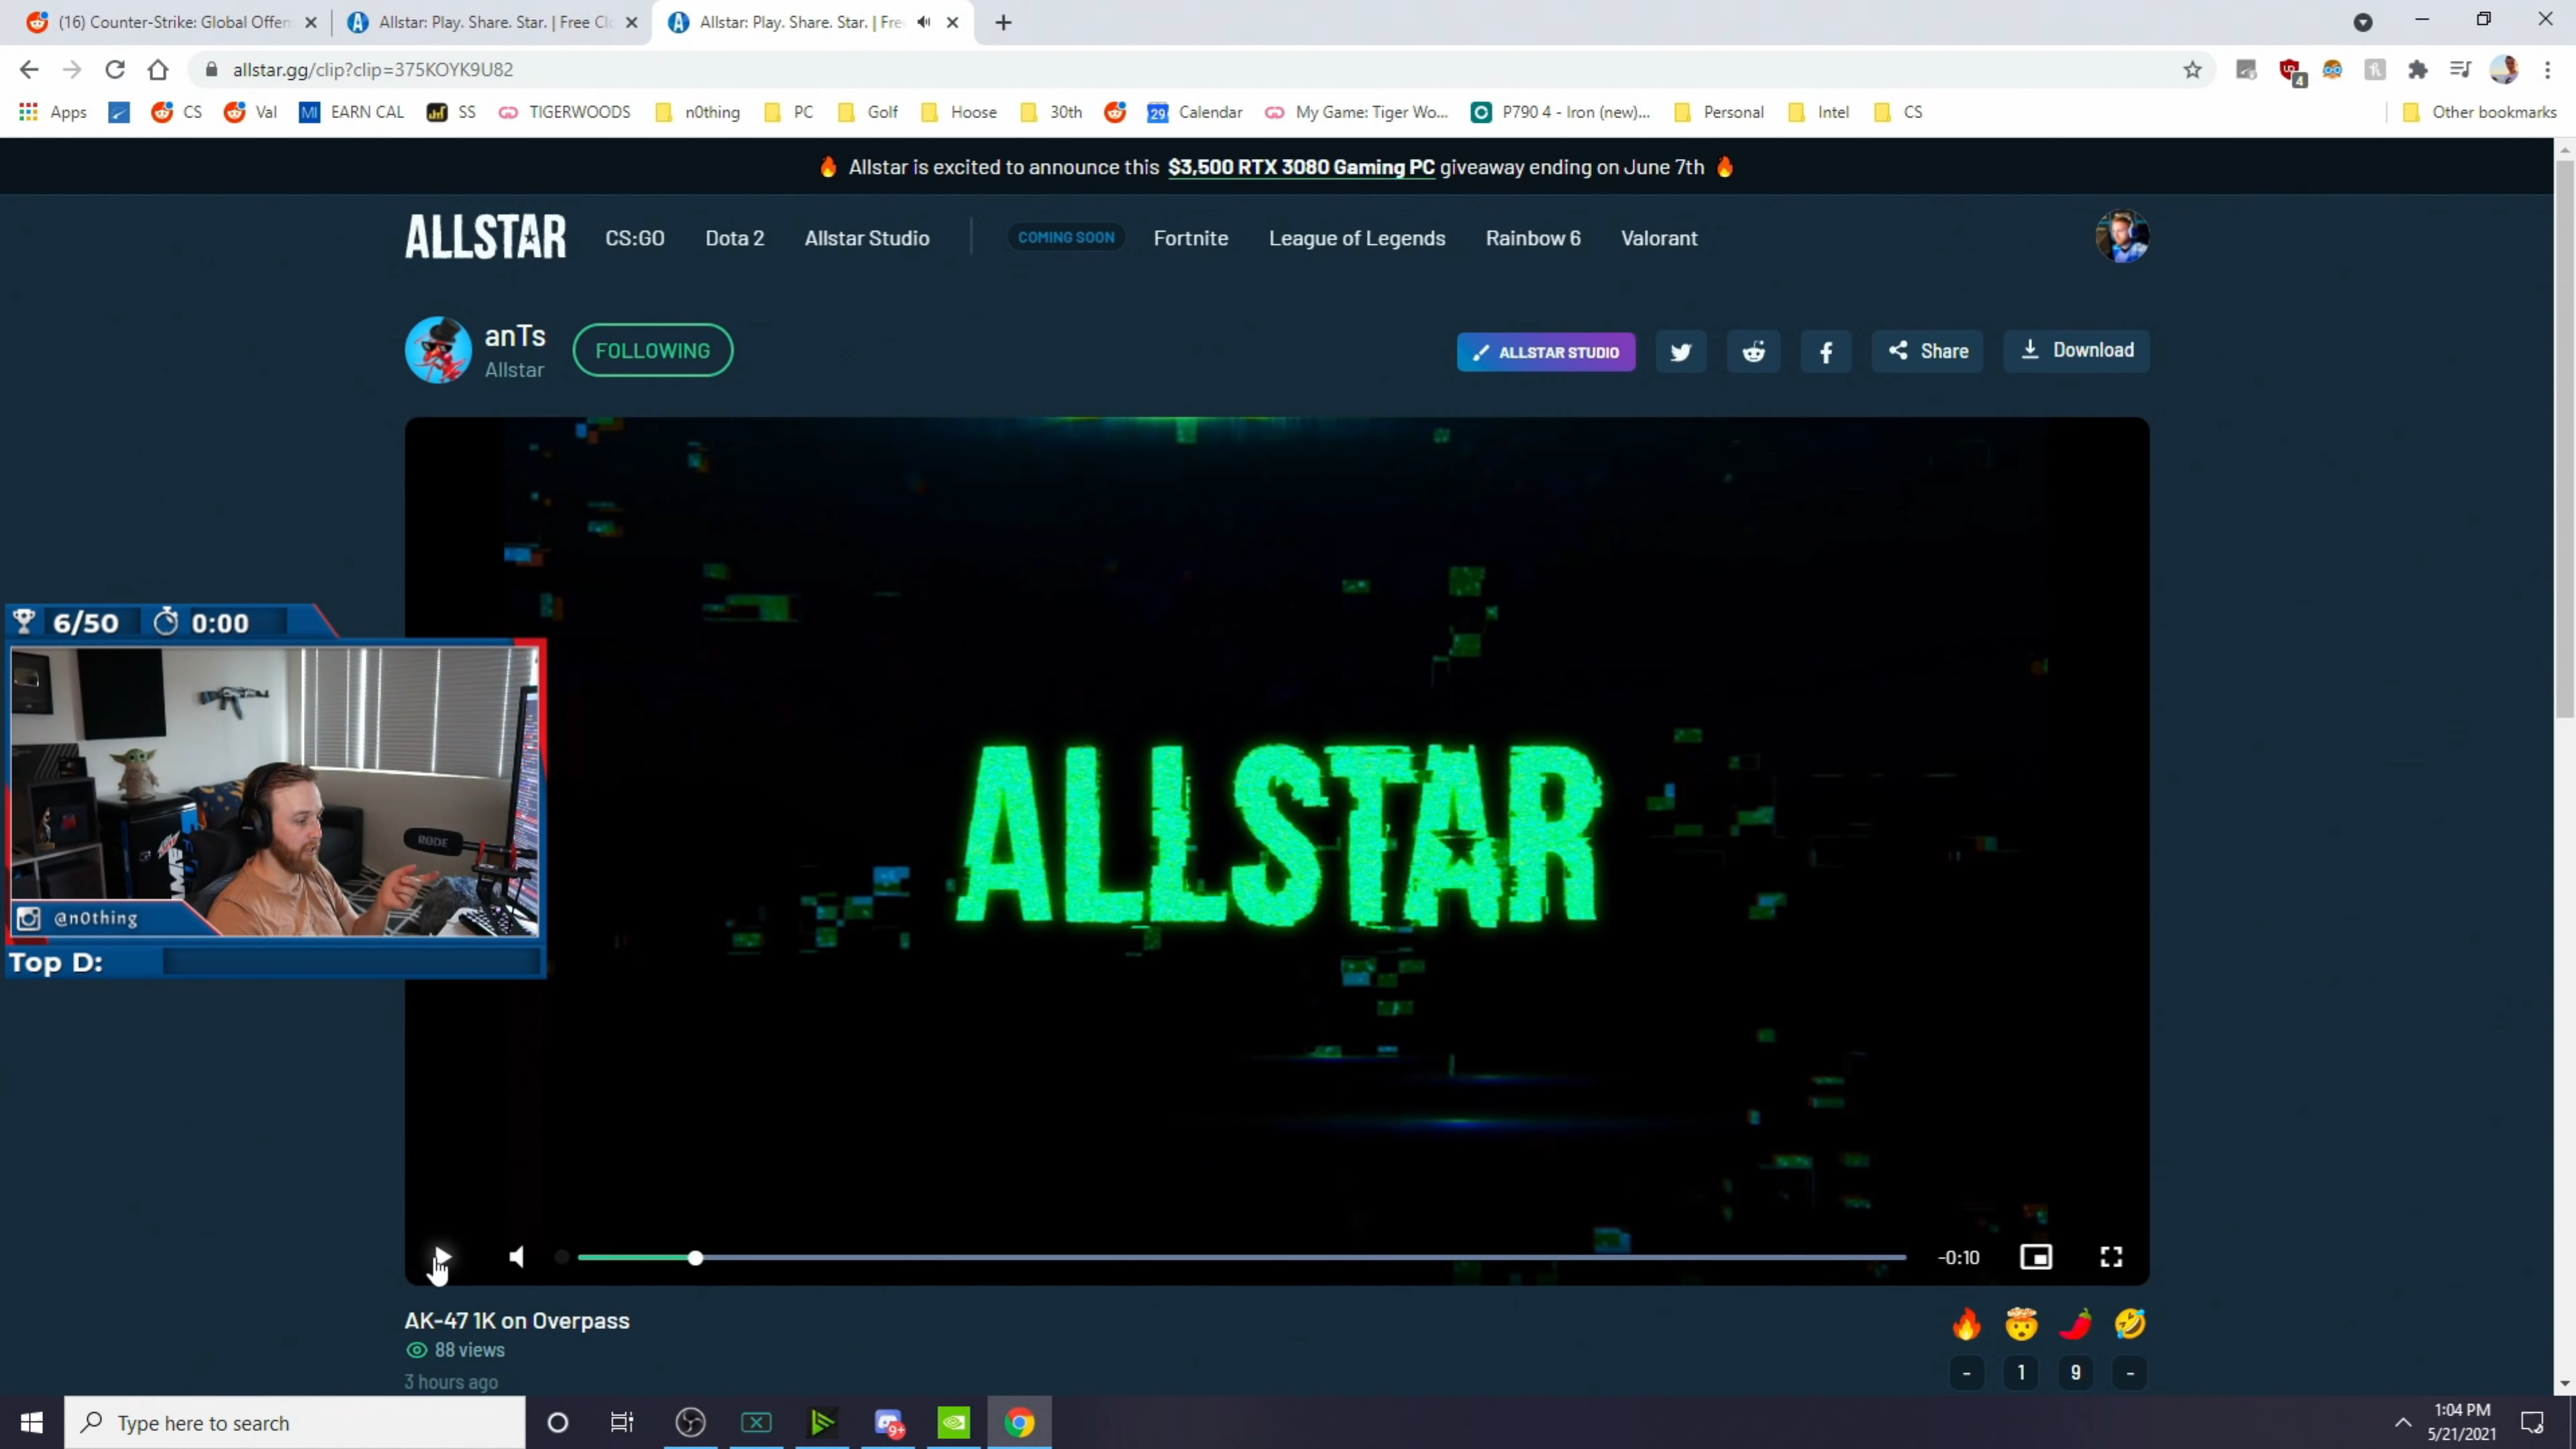 (16) Counter-Strike: Global Offen
Allstar: Play. Share. Star. | Free Clo
Allstar: Play. Share. Star. | Fre
allstar.gg/clip?clip=375KOYK9U82
4
Apps CS Val MI EARN CAL SS TIGERWOODS n0thing PC Golf Hoose 30th 29 Calendar My Game: Tiger Wo... P790 4 - Iron (new)... Personal Intel CS Other bookmarks
🔥 Allstar is excited to announce this $3,500 RTX 3080 Gaming PC giveaway ending on June 7th 🔥
ALLSTAR CS:GO Dota 2 Allstar Studio COMING SOON Fortnite League of Legends Rainbow 6 Valorant
anTs
Allstar
FOLLOWING
ALLSTAR STUDIO Share Download
ALLSTAR
6/50 0:00
RØDE
@n0thing
Top D:
-0:10
AK-47 1K on Overpass
88 views
3 hours ago
- 1 9 -
Type here to search
9+
1:04 PM
5/21/2021